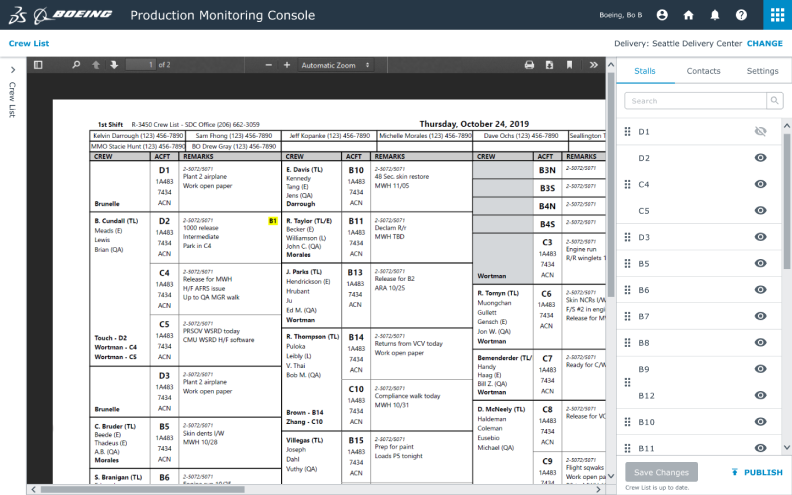 BOEING Production Monitoring Console Boeing, Bo B
Crew List Delivery: Seattle Delivery Center CHANGE
1 of 2 Automatic Zoom
Crew List
Stalls Contacts Settings
Search
1st Shift R-3450 Crew List - SDC Office (206) 662-3059 Thursday, October 24, 2019
Kelvin Darrough (123) 456-7890 Sam Fhong (123) 456-7890 Jeff Kopanke (123) 456-7890 Michelle Morales (123) 456-7890 Dave Ochs (123) 456-7890 Seallington T
MMO Stacie Hunt (123) 456-7890 BO Drew Gray (123) 456-7890
CREW ACFT REMARKS
Brunelle
D1
1A483
7434
ACN
2-5072/5071
Plant 2 airplane
Work open paper
B. Cundall (TL)
Meads (E)
Lewis
Brian (QA)
D2
1A483
7434
ACN
2-5072/5071
B1
1000 release
Intermediate
Park in C4
C4
1A483
7434
ACN
2-5072/5071
Release for MWH
H/F AFRS issue
Up to QA MGR walk
Touch - D2
Wortman - C4
Wortman - C5
C5
1A483
7434
ACN
2-5072/5071
PRSOV WSRD today
CMU WSRD H/F software
Brunelle
D3
1A483
7434
ACN
2-5072/5071
Plant 2 airplane
Work open paper
C. Bruder (TL)
Beede (E)
Thadeus (E)
A.B. (QA)
Morales
B5
1A483
7434
ACN
2-5072/5071
Skin dents I/W
MWH 10/28
S. Branigan (TL)
B6
2-5072/5071
CREW ACFT REMARKS
E. Davis (TL)
Kennedy
Tang (E)
Jens (QA)
Darrough
B10
1A483
7434
ACN
2-5072/5071
48 Sec. skin restore
MWH 11/05
R. Taylor (TL/E)
Becker (E)
Williamson (L)
John C. (QA)
Morales
B11
1A483
7434
ACN
2-5072/5071
Declam R/r
MWH TBD
J. Parks (TL)
Hendrickson (E)
Hrubant
Ju
Ed M. (QA)
Wortman
B13
1A483
7434
ACN
2-5072/5071
Release for B2
ARA 10/25
R. Thompson (TL)
Puloka
Leibly (L)
V. Thai
Bob M. (QA)
B14
1A483
7434
ACN
2-5072/5071
Returns from VCV today
Work open paper
Brown - B14
Zhang - C10
C10
1A483
7434
ACN
2-5072/5071
Compliance walk today
MWH 10/31
Villegas (TL)
Joseph
Dahl
Vuthy (QA)
B15
1A483
7434
ACN
2-5072/5071
Prep for paint
Loads PS tonight
CREW ACFT REMARKS
B3N 2-5072/5071
B3S 2-5072/5071
B4N 2-5072/5071
B4S 2-5072/5071
Wortman
C3
1A483
7434
ACN
2-5072/5071
Engine run
R/R winglets
R. Tomyn (TL)
Muongchan
Gullett
Gensch (E)
Jon W. (QA)
Wortman
C6
1A483
7434
ACN
2-5072/5071
Skin NCRs I/W
F/S #2 in engi
Release for M
Bemenderder (TL/
Handy
Haag (E)
Bill Z. (QA)
Wortman
C7
1A483
7434
ACN
2-5072/5071
Ready for C/W
D. McNeely (TL)
Haldeman
Coleman
Eusebio
Michael (QA)
C8
1A483
7434
ACN
2-5072/5071
Release for VC
C9
1A483
7434
2-5072/5071
Flight sqwaks
Work open pa
D1
D2
C4
C5
D3
B5
B6
B7
B8
B9
B12
B10
B11
Save Changes PUBLISH
Crew List is up to date.